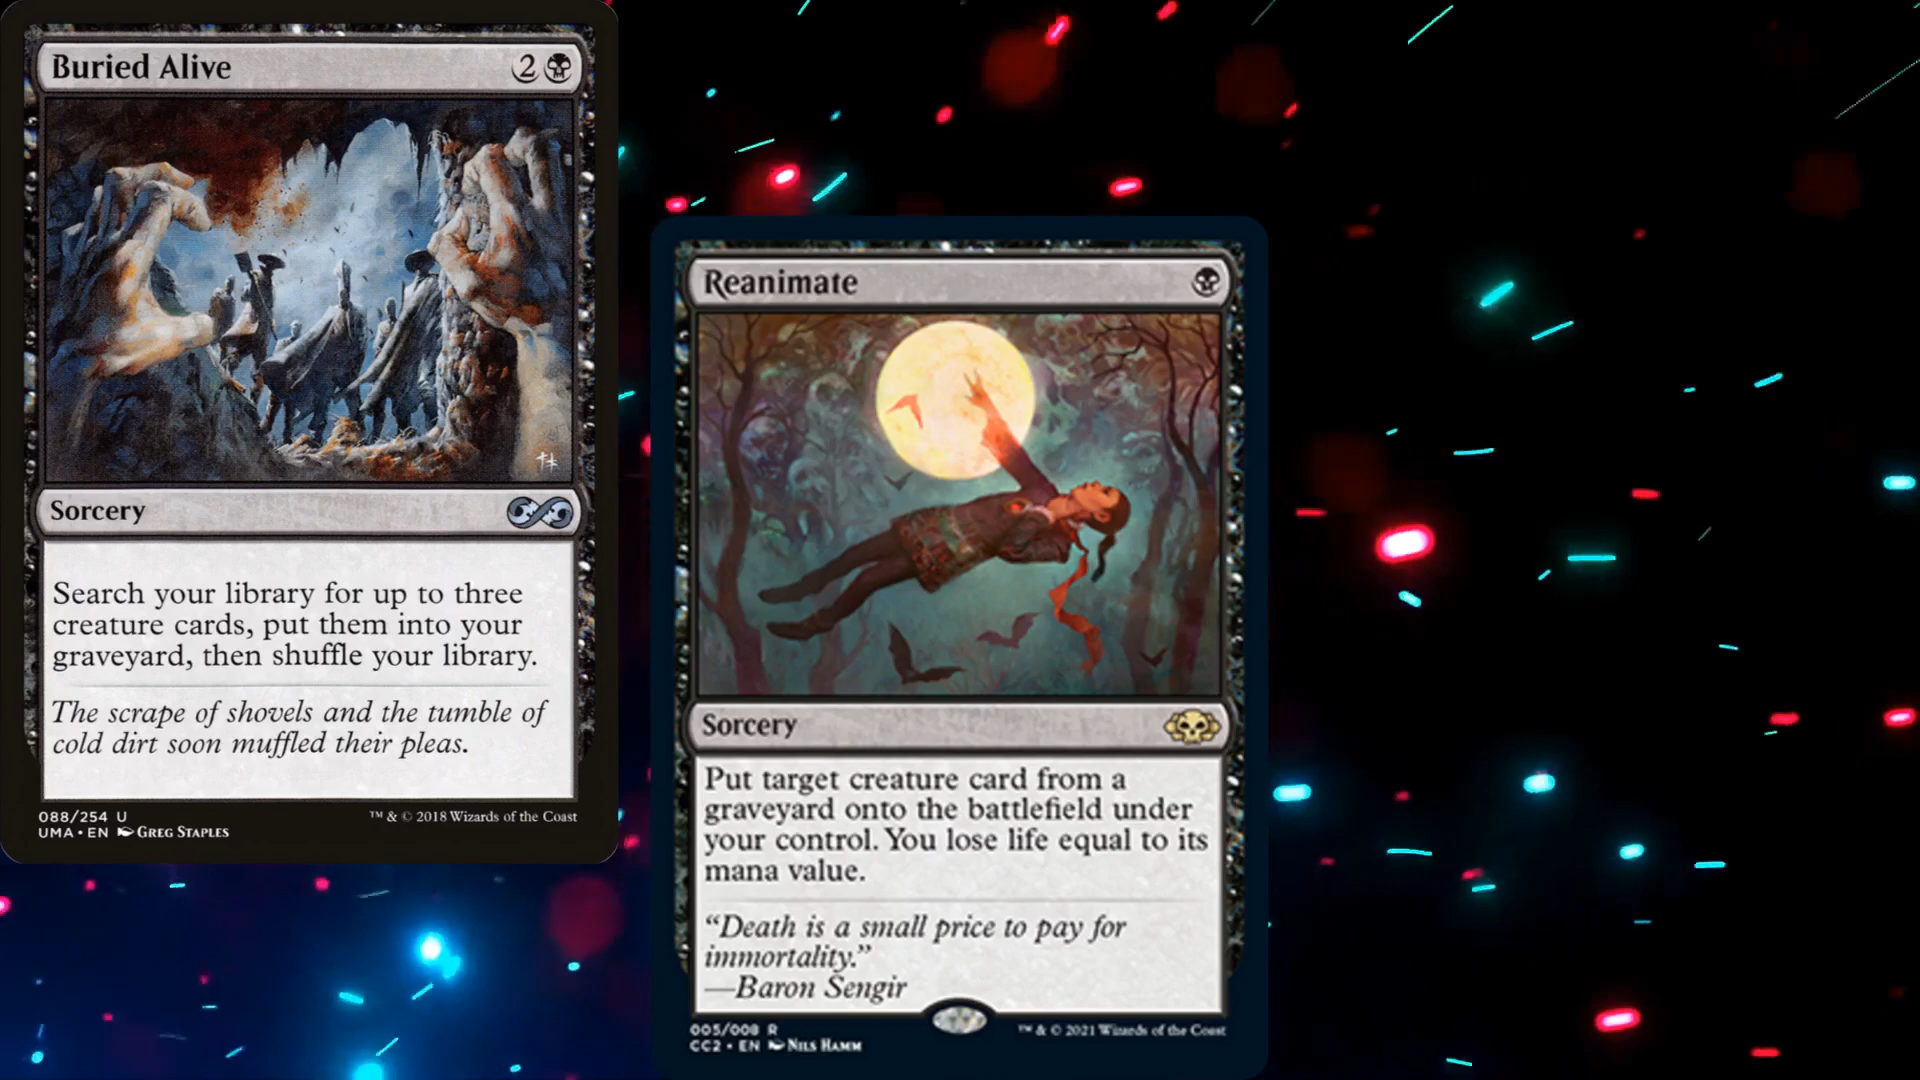 Buried Alive 2
Sorcery
Search your library for up to three
creature cards, put them into your
graveyard, then shuffle your library.
The scrape of shovels and the tumble of
cold dirt soon muffled their pleas.
088/254 U
UMA • EN GREG STAPLES
™ & © 2018 Wizards of the Coast
Reanimate
Sorcery
Put target creature card from a
graveyard onto the battlefield under
your control. You lose life equal to its
mana value.
“Death is a small price to pay for
immortality.”
—Baron Sengir
005/008 R
CC2 • EN NILS HAMM
™ & © 2021 Wizards of the Coast